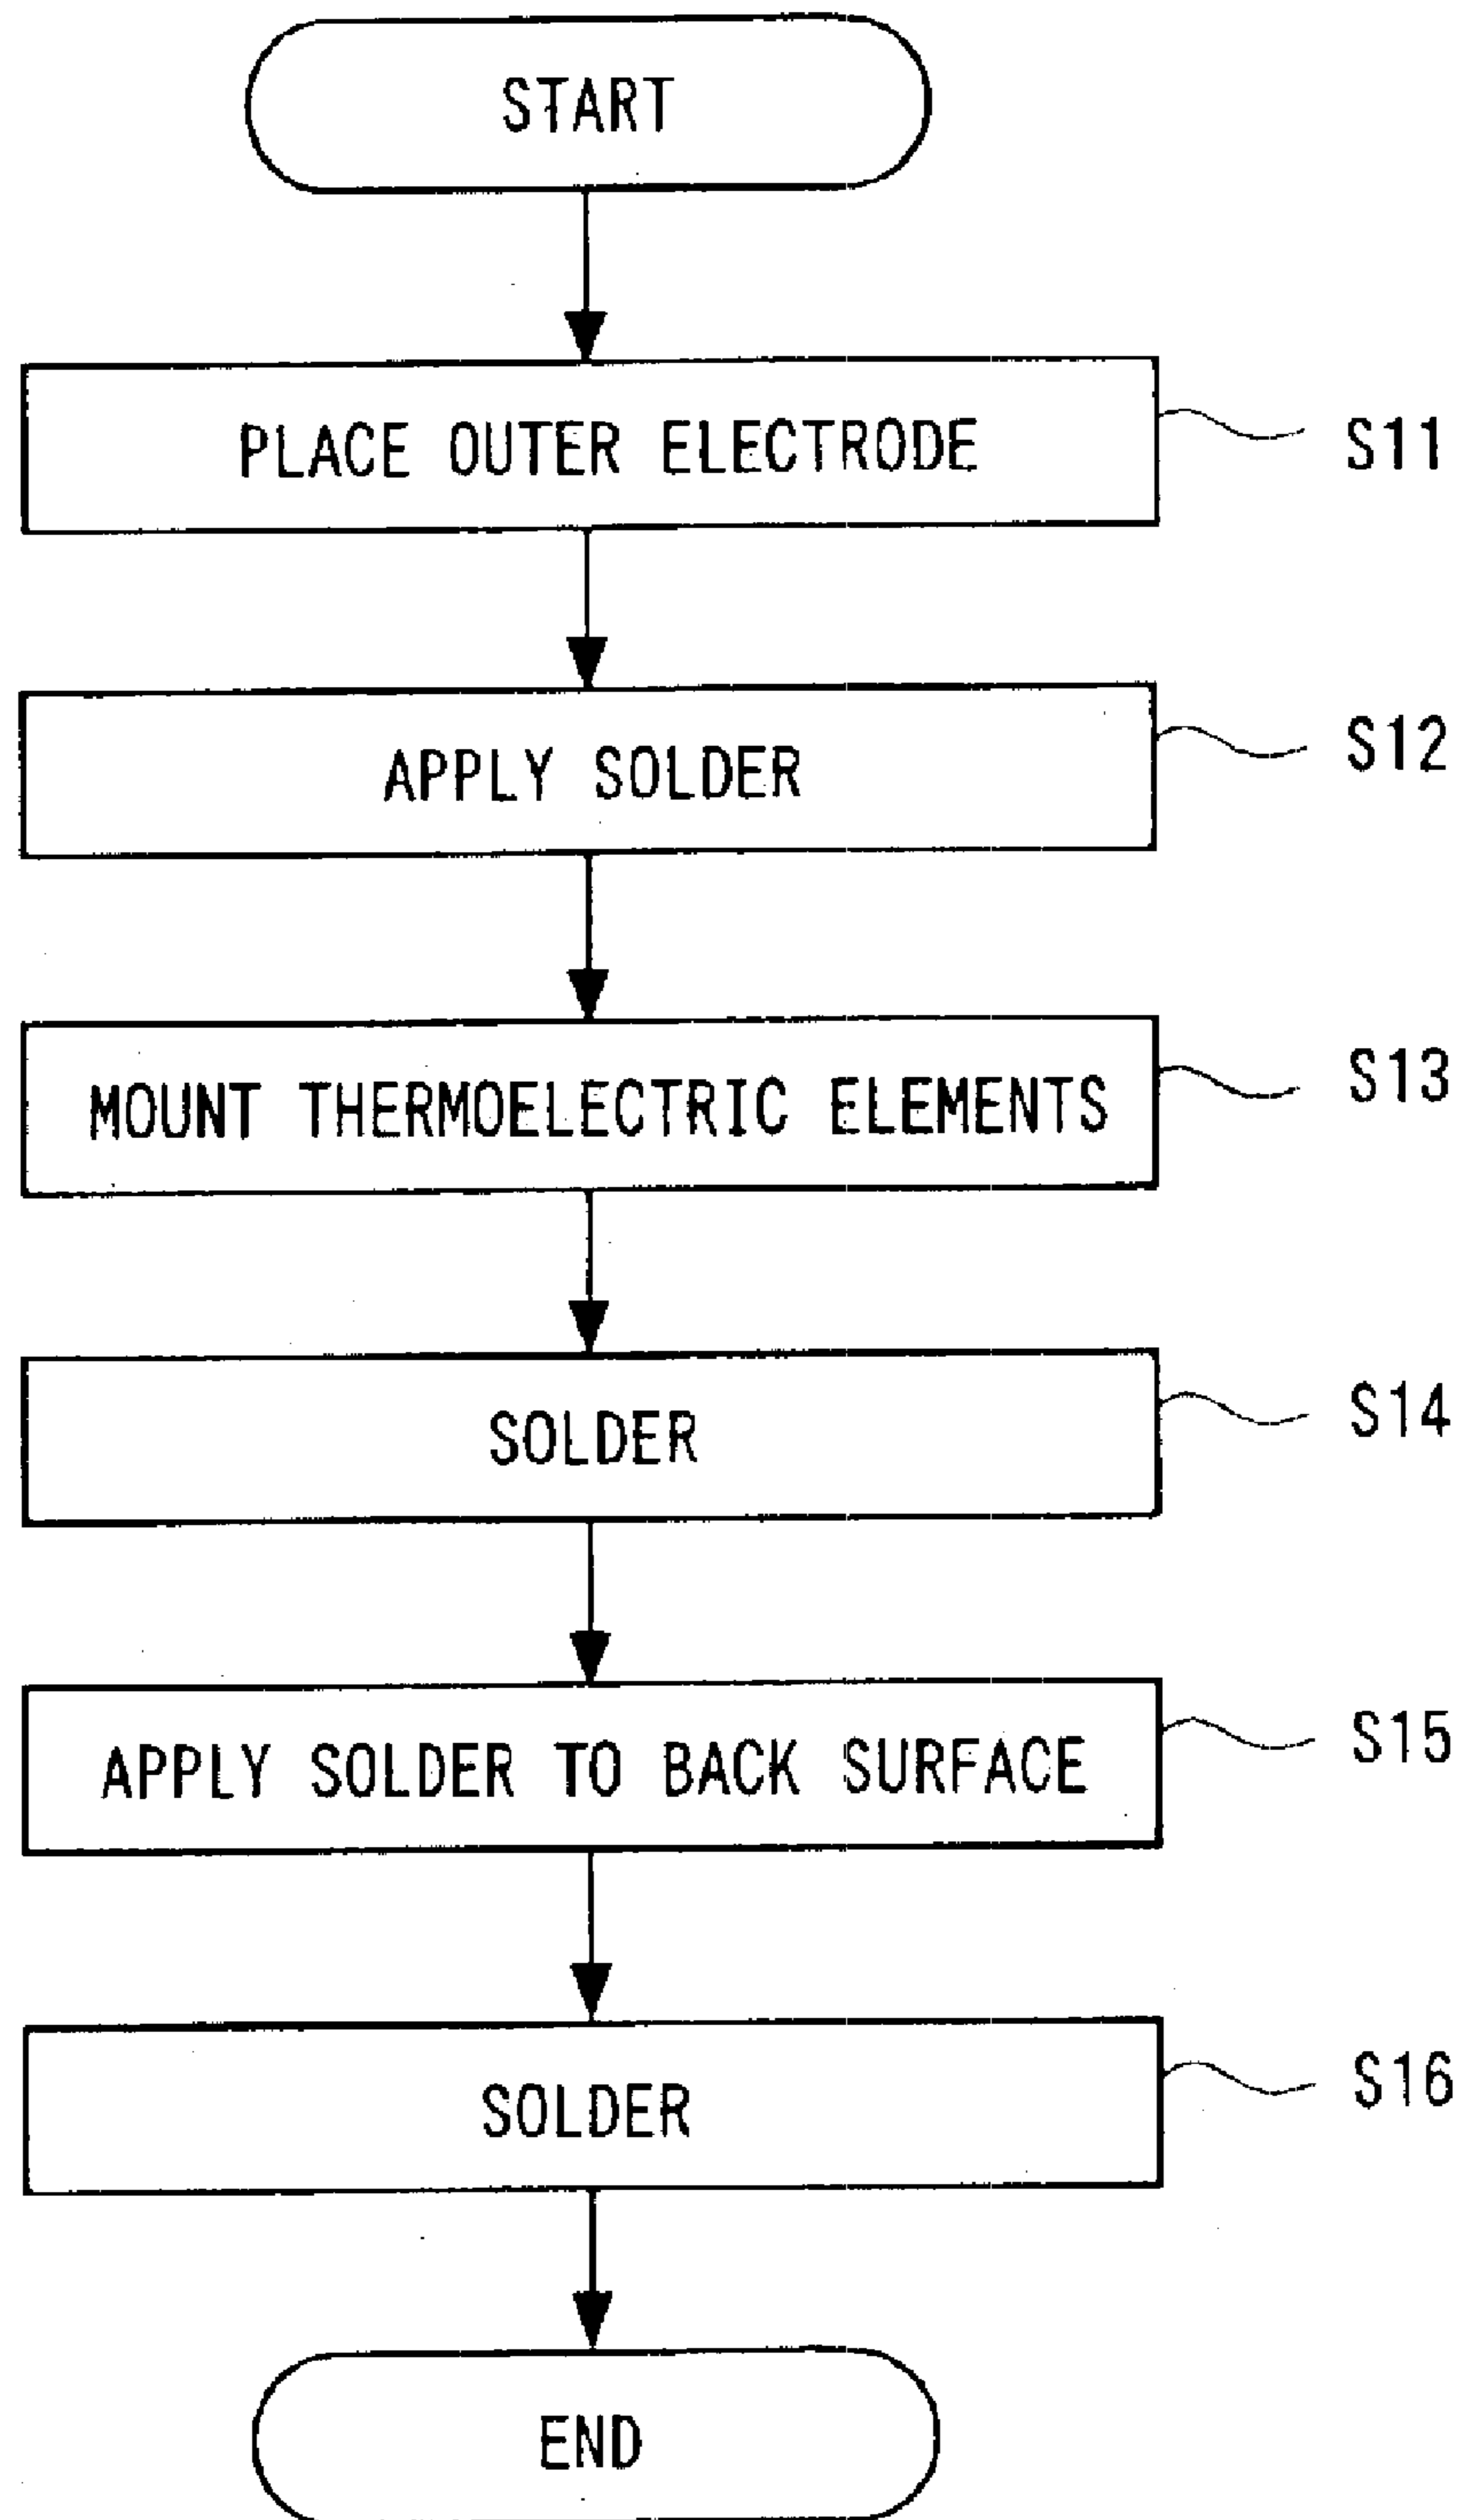 START
PLACE OUTER ELECTRODE S11
APPLY SOLDER S12
MOUNT THERMOELECTRIC ELEMENTS S13
SOLDER S14
APPLY SOLDER TO BACK SURFACE S15
SOLDER S16
END